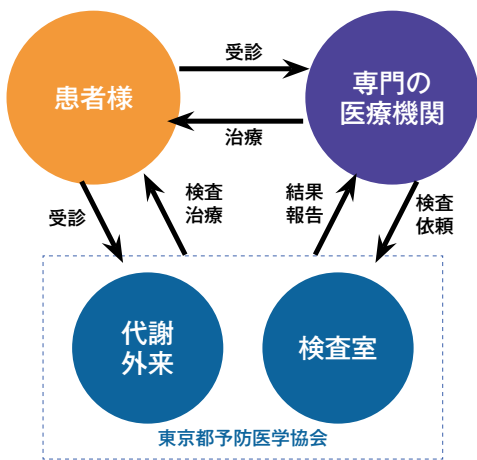 受診
患者様
専門の
医療機関
治療
受診
検査
治療
結果
報告
検査
依頼
代謝
外来
検査室
東京都予防医学協会